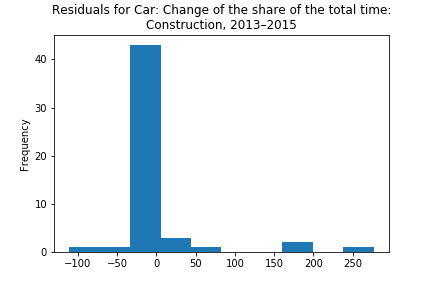 Residuals for Car: Change of the share of the total time:
Construction, 2013–2015
Frequency
40
30
20
10
0
−100 −50 0 50 100 150 200 250